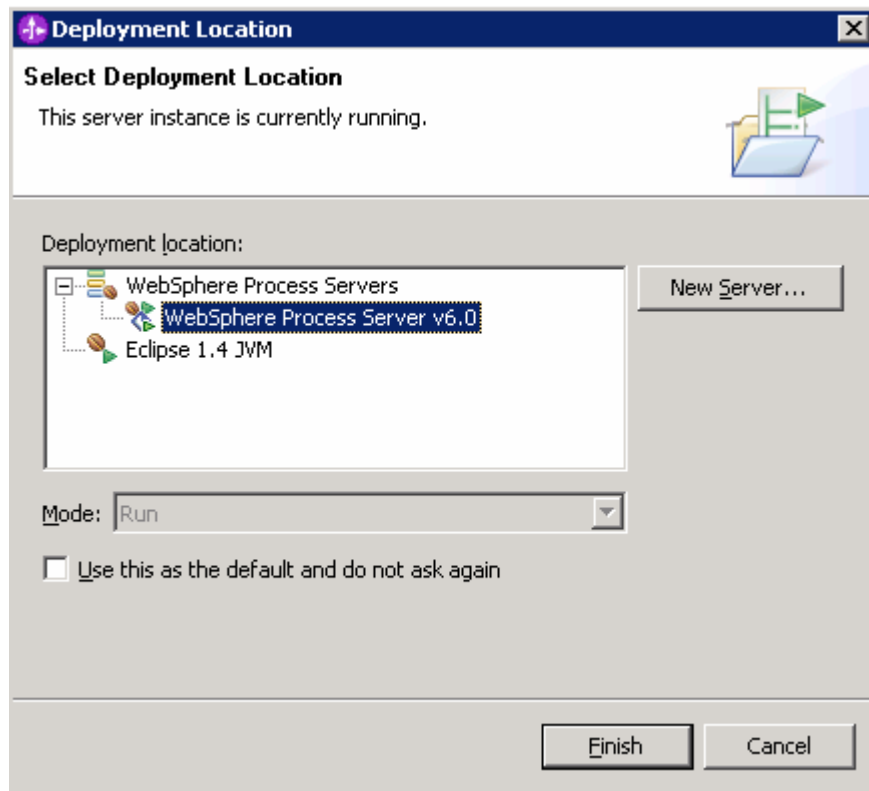 Deployment Location
Select Deployment Location
This server instance is currently running.
Deployment location:
WebSphere Process Servers
New Server...
WebSphere Process Server v6.0
Eclipse 1.4 JVM
Mode: Run
Use this as the default and do not ask again
Finish Cancel